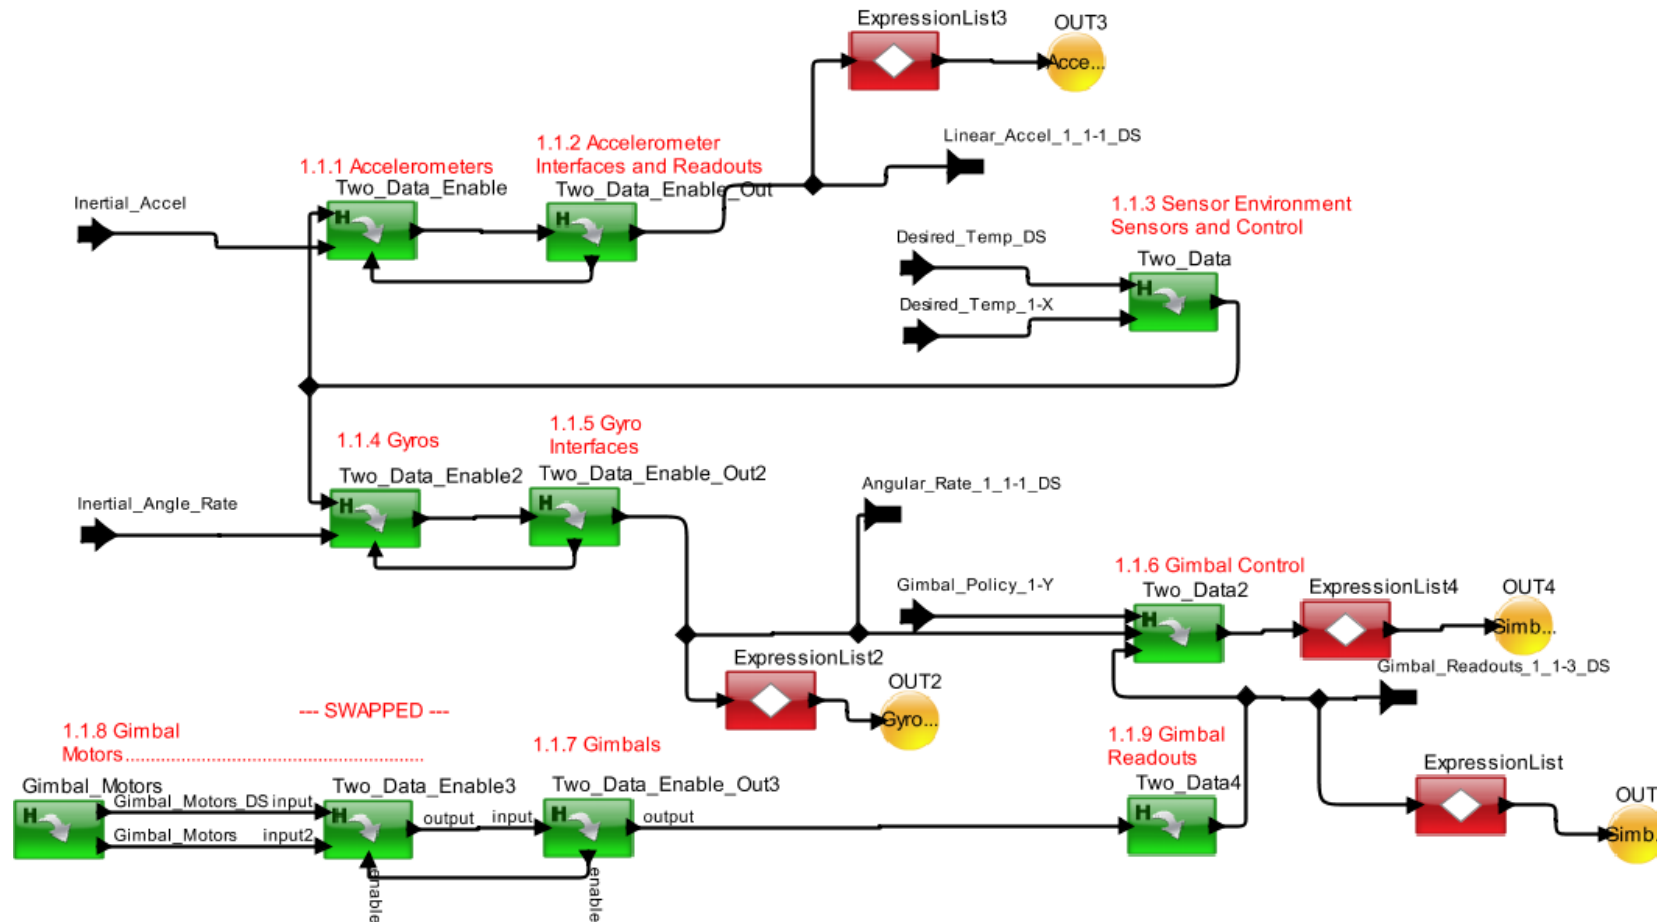 ExpressionList3
OUT3
Acce...
Linear_Accel_1_1-1_DS
1.1.2 Accelerometer
Interfaces and Readouts
1.1.1 Accelerometers
Two_Data_Enable
Two_Data_Enable_Out
H
H
Inertial_Accel
1.1.3 Sensor Environment
Sensors and Control
Desired_Temp_DS
Two_Data
H
Desired_Temp_1-X
1.1.4 Gyros
1.1.5 Gyro
Interfaces
Two_Data_Enable2
Two_Data_Enable_Out2
H
H
Inertial_Angle_Rate
Angular_Rate_1_1-1_DS
1.1.6 Gimbal Control
Gimbal_Policy_1-Y
Two_Data2
H
ExpressionList4
OUT4
Simb...
Gimbal_Readouts_1_1-3_DS
ExpressionList2
OUT2
Gyro...
--- SWAPPED ---
1.1.8 Gimbal
Motors............................................................
1.1.7 Gimbals
1.1.9 Gimbal
Readouts
Gimbal_Motors
Two_Data_Enable3
Two_Data_Enable_Out3
Two_Data4
H
Gimbal_Motors_DS
input
H
H
H
Gimbal_Motors
input2
output
input
output
enable
enable
ExpressionList
OUT
Simb.